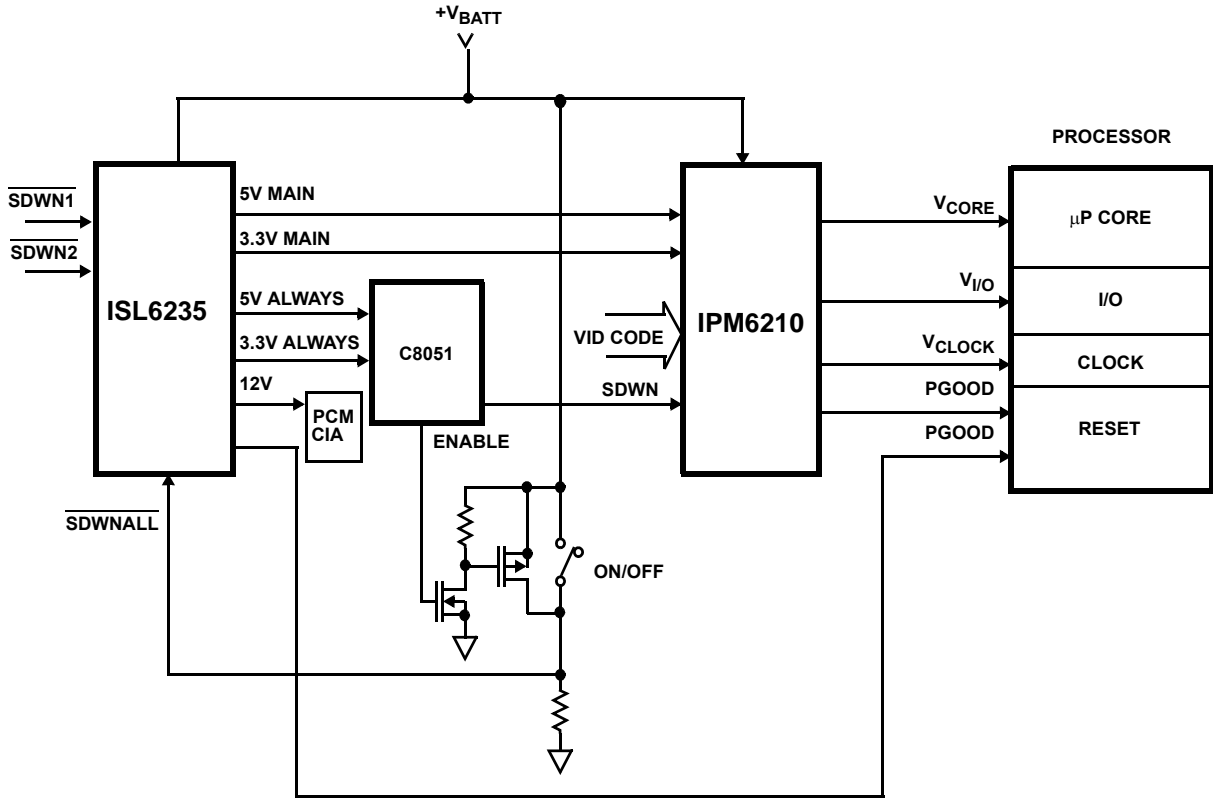 +VBATT
PROCESSOR
SDWN1
SDWN2
ISL6235
5V MAIN
3.3V MAIN
5V ALWAYS
3.3V ALWAYS
12V
PCM
CIA
C8051
ENABLE
VID CODE
SDWN
IPM6210
VCORE
VI/O
VCLOCK
PGOOD
PGOOD
μP CORE
I/O
CLOCK
RESET
SDWNALL
ON/OFF